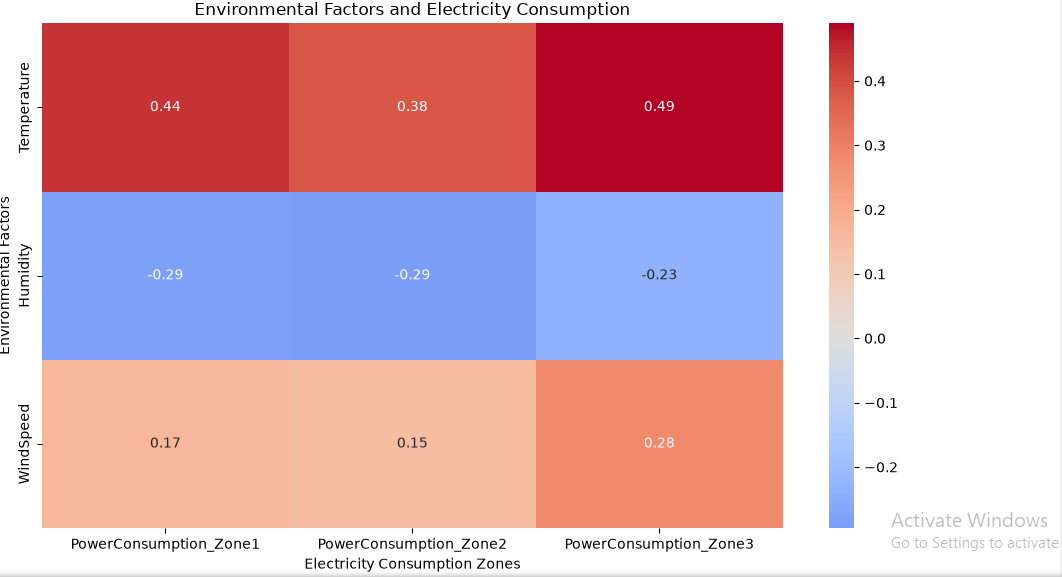 Environmental Factors and Electricity Consumption
Environmental Factors
Temperature
0.44 0.38 0.49
Humidity
-0.29 -0.29 -0.23
WindSpeed
0.17 0.15 0.28
PowerConsumption_Zone1 PowerConsumption_Zone2 PowerConsumption_Zone3
Electricity Consumption Zones
0.4
0.3
0.2
0.1
0.0
−0.1
−0.2
Activate Windows
Go to Settings to activate